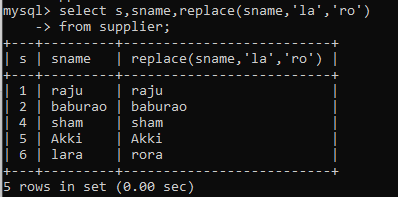 mysql> select s,sname,replace(sname,'la','ro')
    -> from supplier;
+---+---------+--------------------------+
| s | sname   | replace(sname,'la','ro') |
+---+---------+--------------------------+
| 1 | raju    | raju                     |
| 2 | baburao | baburao                  |
| 4 | sham    | sham                     |
| 5 | Akki    | Akki                     |
| 6 | lara    | rora                     |
+---+---------+--------------------------+
5 rows in set (0.00 sec)